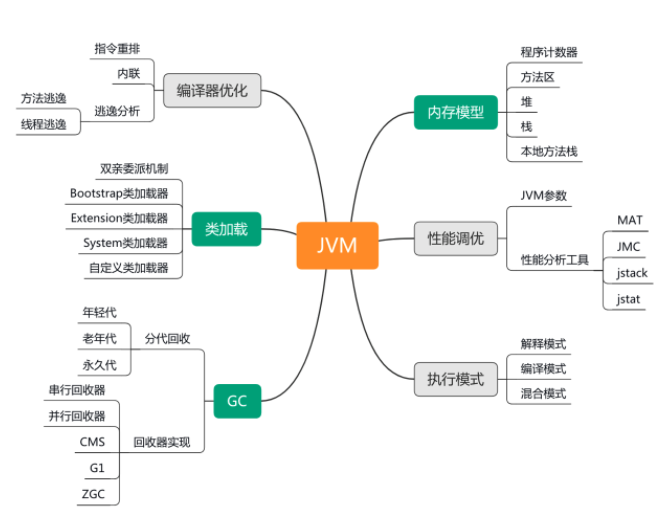 JVM
编译器优化
指令重排
内联
逃逸分析
方法逃逸
线程逃逸
类加载
双亲委派机制
Bootstrap类加载器
Extension类加载器
System类加载器
自定义类加载器
GC
分代回收
年轻代
老年代
永久代
回收器实现
串行回收器
并行回收器
CMS
G1
ZGC
内存模型
程序计数器
方法区
堆
栈
本地方法栈
性能调优
JVM参数
性能分析工具
MAT
JMC
jstack
jstat
执行模式
解释模式
编译模式
混合模式